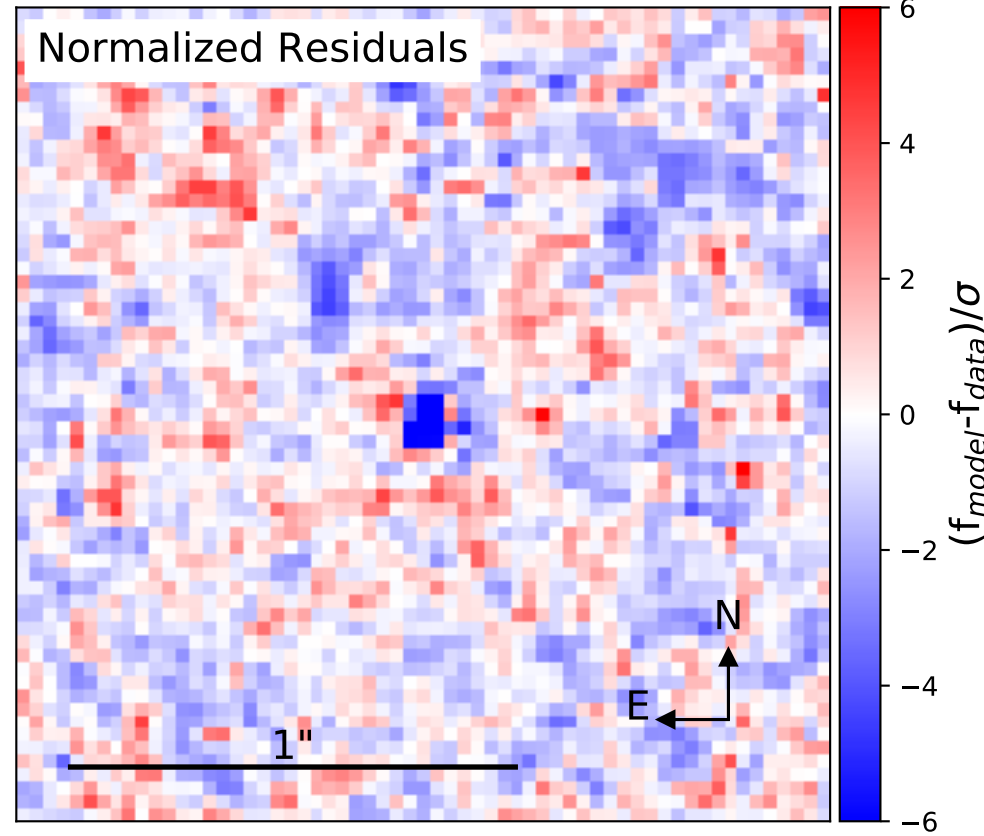 Normalized Residuals
6
4
2
0
−2
−4
−6
(f_model-f_data)/σ
N
E
1"